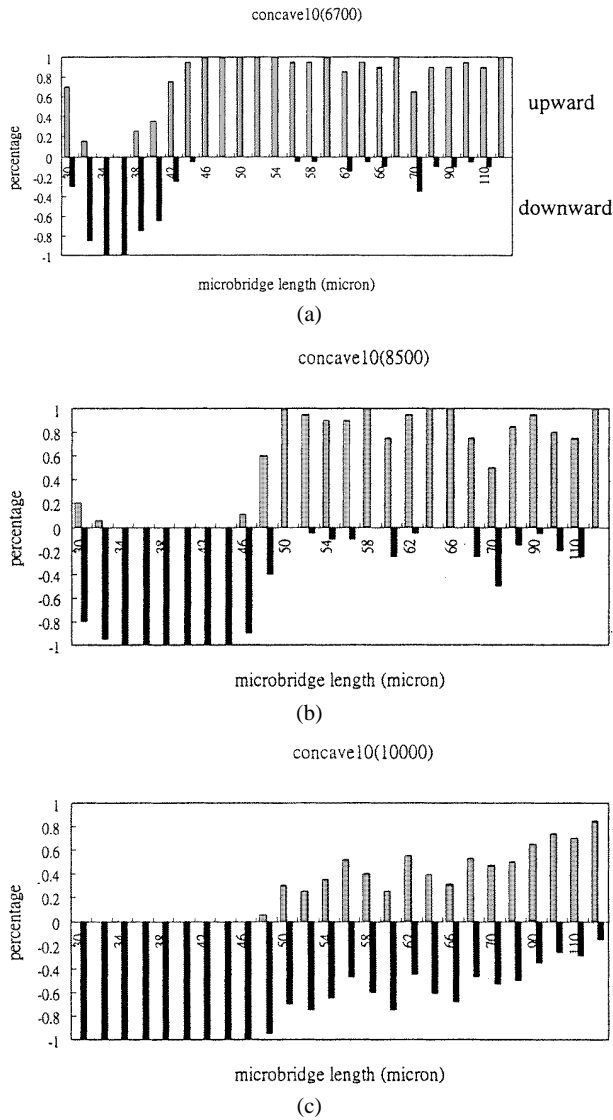 concave10(6700)
1
0.8
0.6
0.4
0.2
0
-0.2
-0.4
-0.6
-0.8
-1
percentage
30 34 38 42 46 50 54 58 62 66 70 90 110
upward
downward
microbridge length (micron)
(a)
concave10(8500)
1
0.8
0.6
0.4
0.2
0
-0.2
-0.4
-0.6
-0.8
-1
percentage
30 34 38 42 46 50 54 58 62 66 70 90 110
microbridge length (micron)
(b)
concave10(10000)
1
0.8
0.6
0.4
0.2
0
-0.2
-0.4
-0.6
-0.8
-1
percentage
30 34 38 42 46 50 54 58 62 66 70 90 110
microbridge length (micron)
(c)